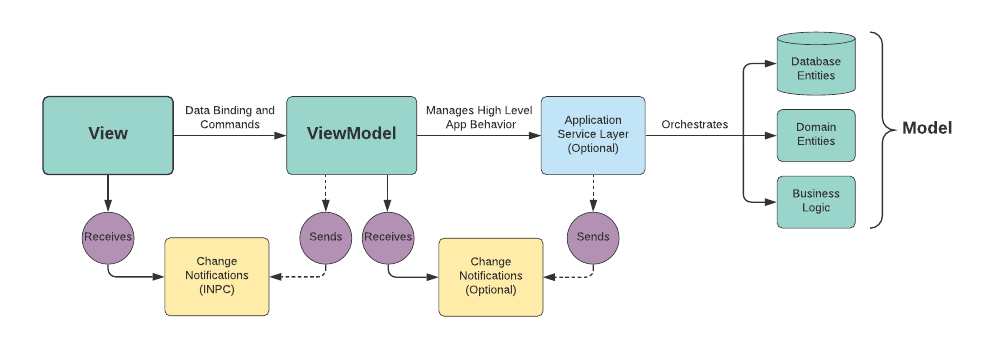 View
Data Binding and
Commands
ViewModel
Manages High Level
App Behavior
Application
Service Layer
(Optional)
Orchestrates
Database
Entities
Domain
Entities
Business
Logic
Model
Receives
Sends
Receives
Sends
Change
Notifications
(INPC)
Change
Notifications
(Optional)